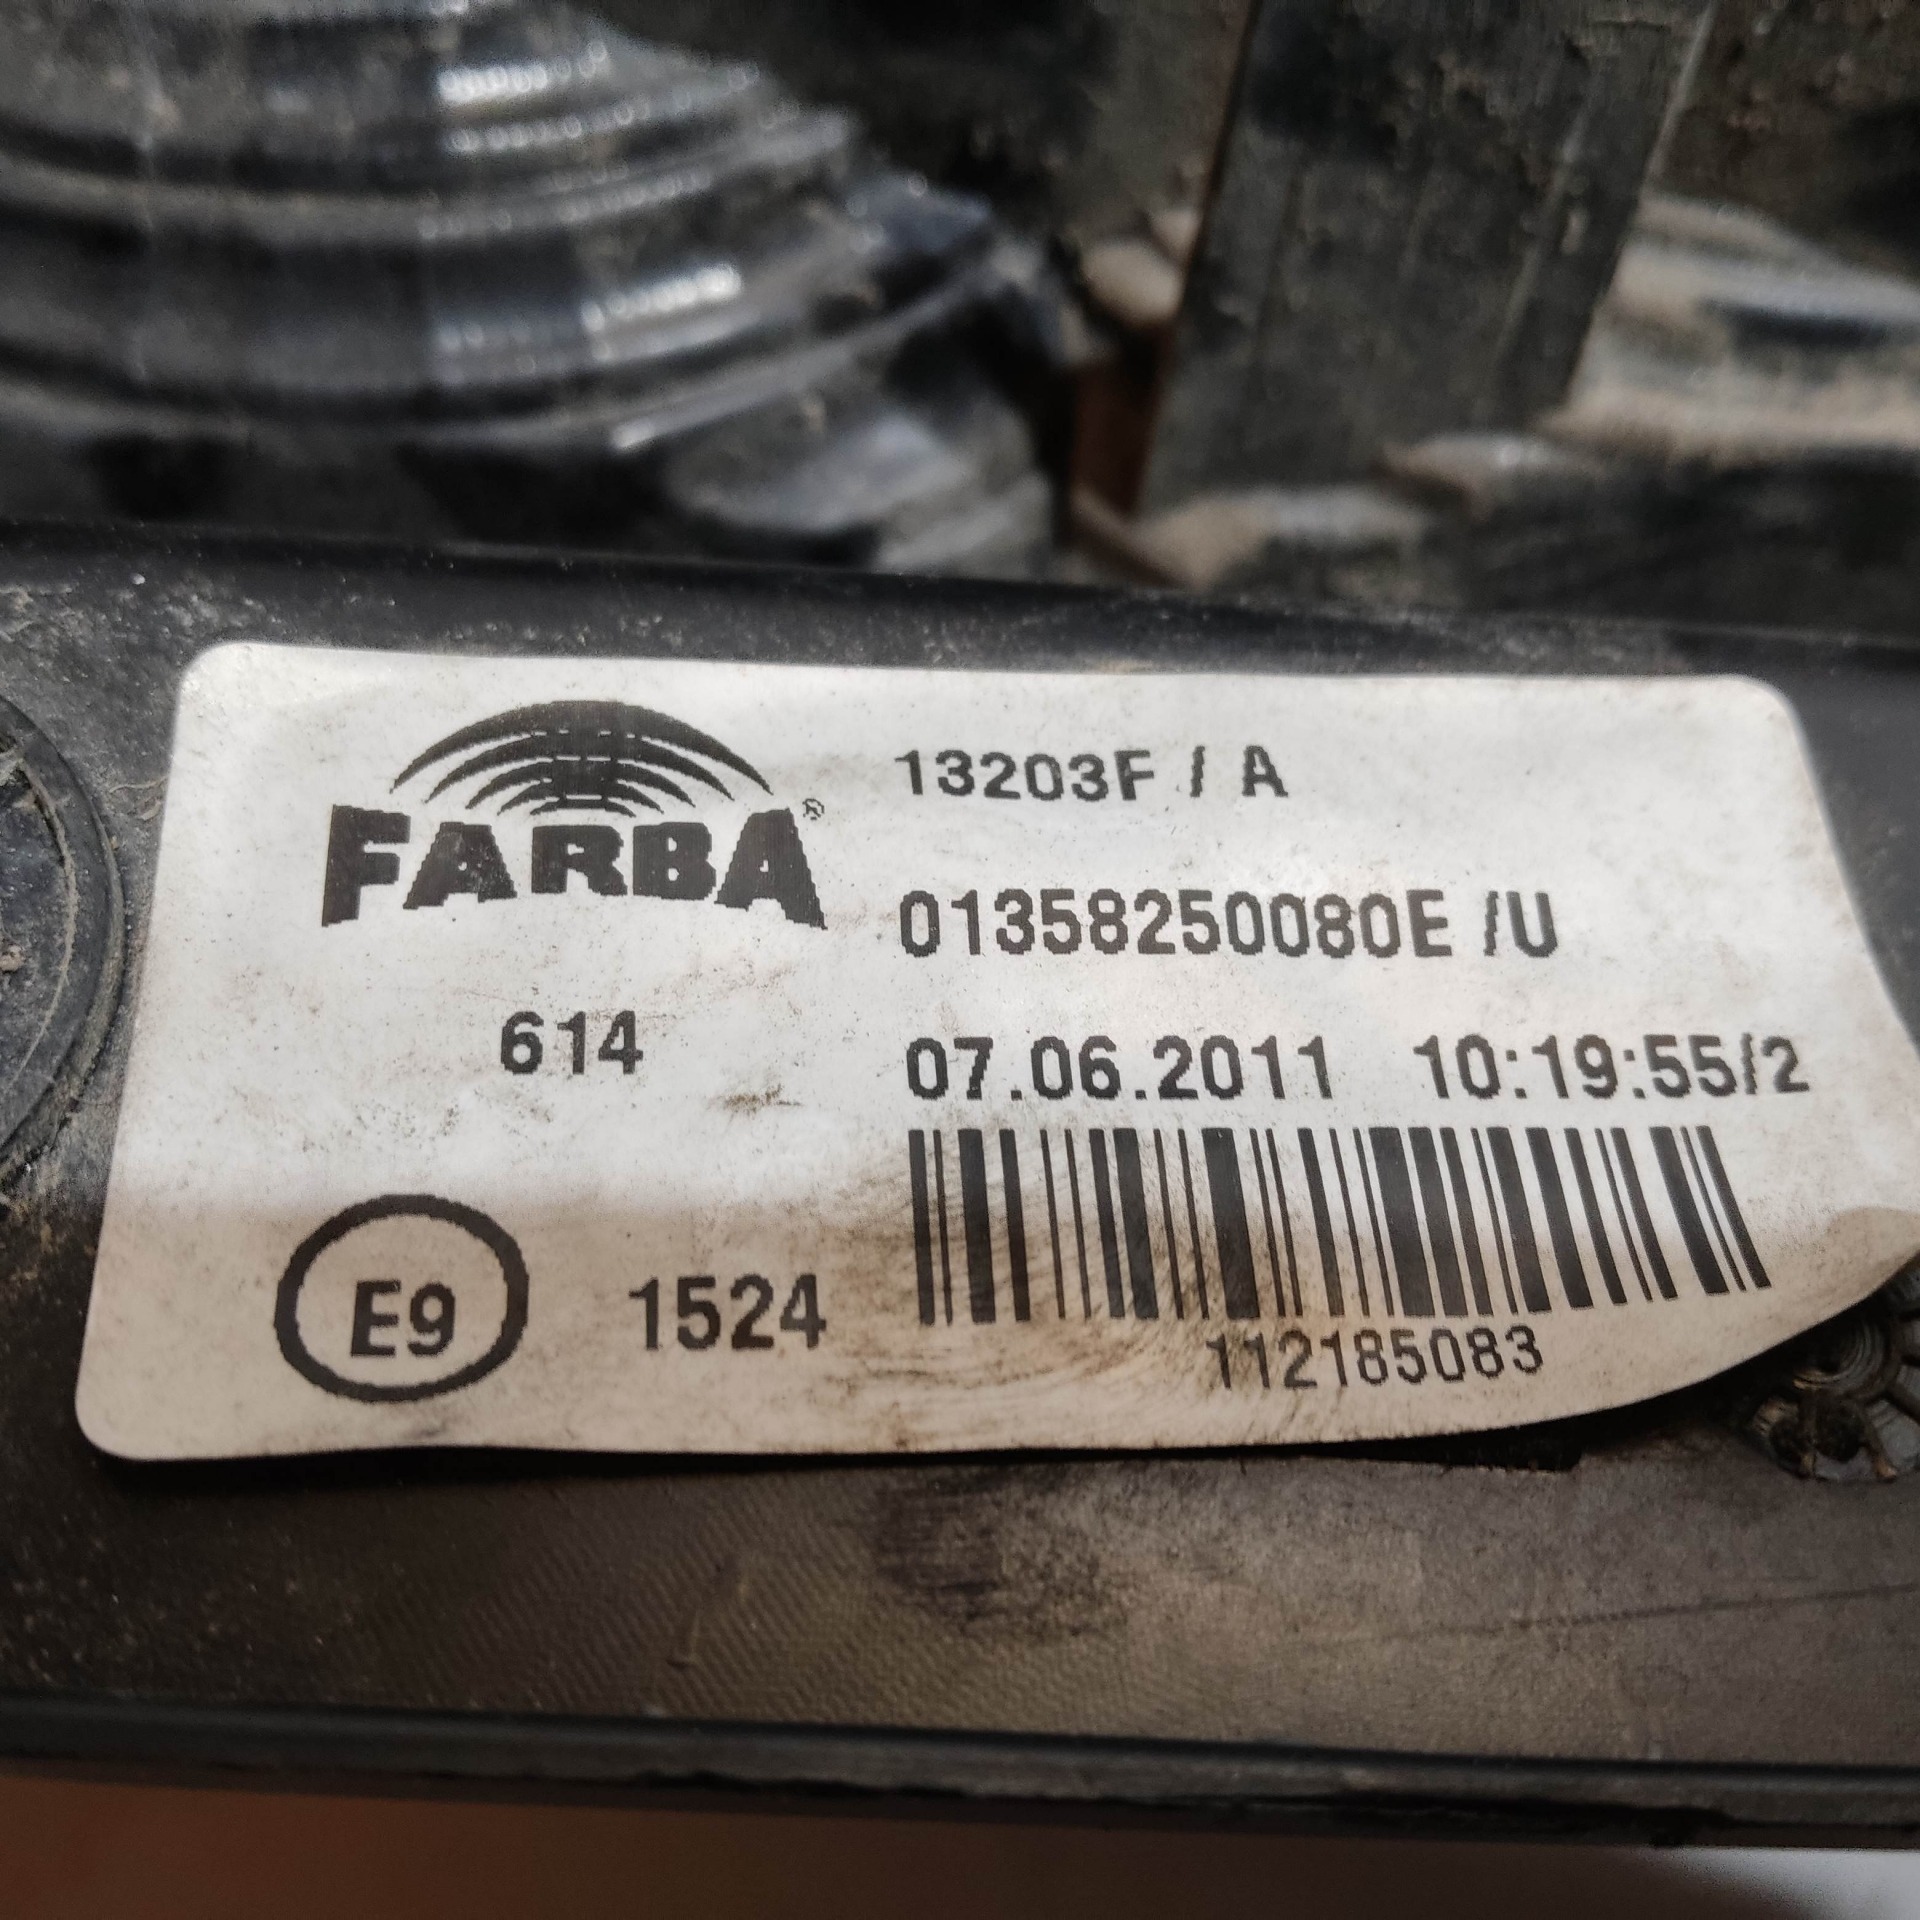 FARBA®
13203F / A
01358250080E /U
614
07.06.2011 10:19:55/2
E9
1524
112185083